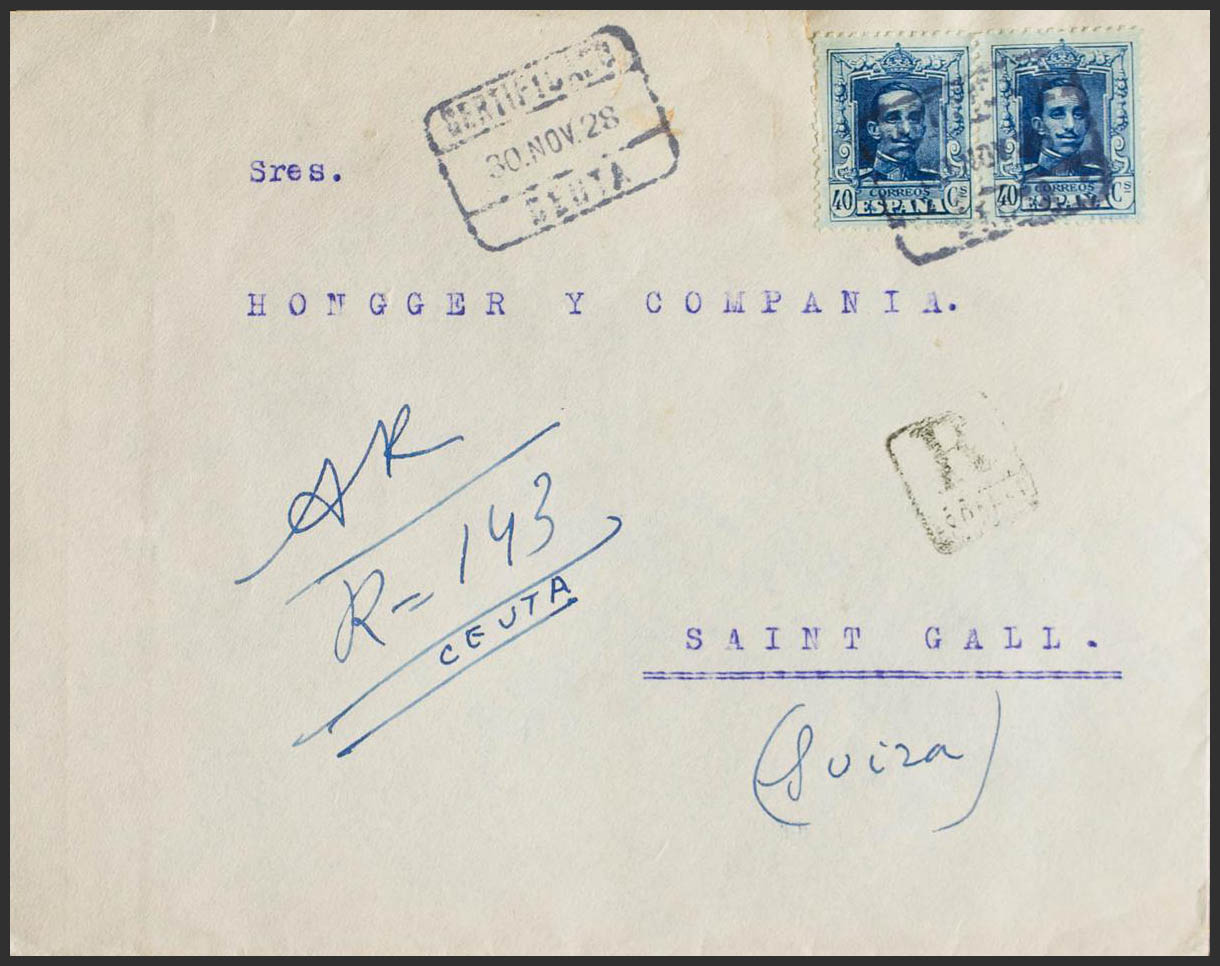 CERTIFICADO
30.NOV.28
CEUTA
40 CORREOS Cs
ESPAÑA
40 CORREOS Cs
ESPAÑA
NOV
Sres.
HONGGER Y COMPANIA.
AR
R=143
CEUTA
R
SAINT GALL.
(Suiza)